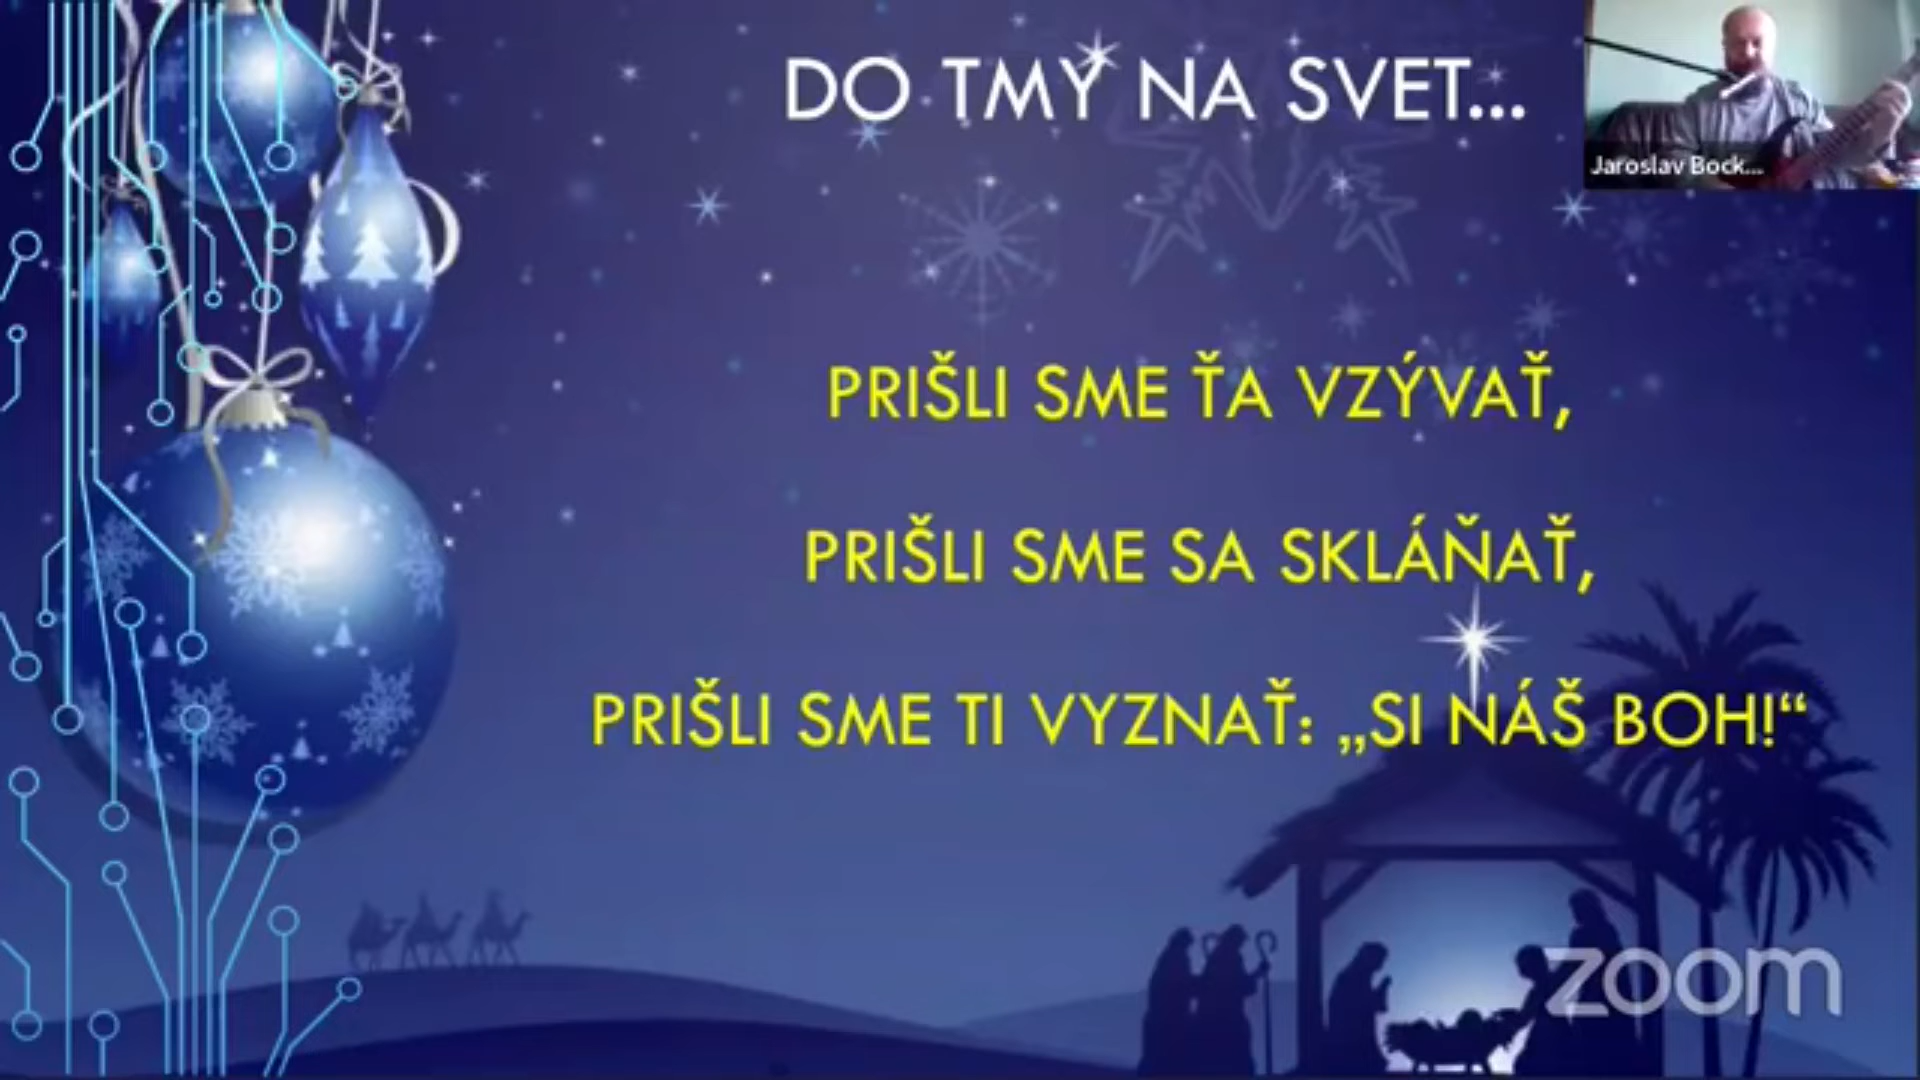 DO TMY NA SVET...
Jaroslav Bock...
PRIŠLI SME ŤA VZÝVAŤ,
PRIŠLI SME SA SKLÁŇAŤ,
PRIŠLI SME TI VYZNAŤ: „SI NÁŠ BOH!“
zoom